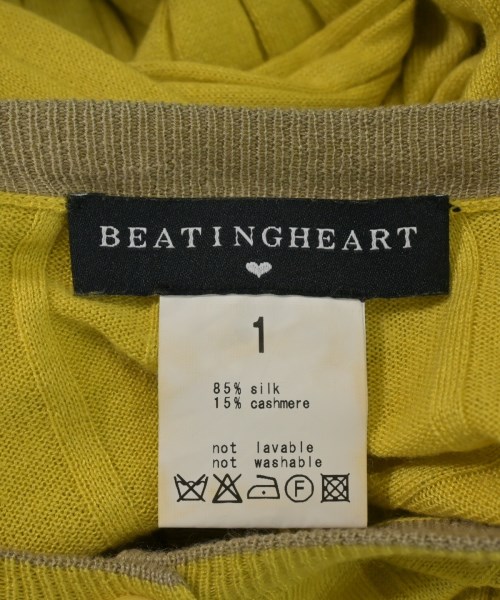 BEATINGHEART
1
85% silk
15% cashmere
not lavable
not washable
F